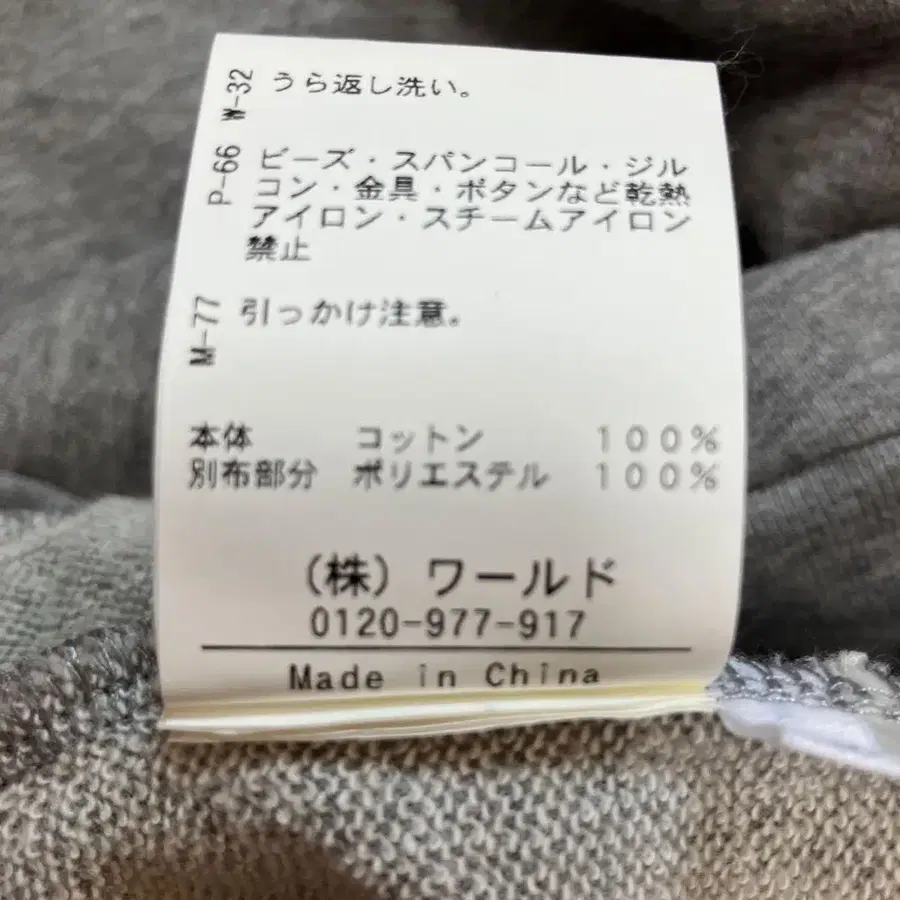 W-32 うら返し洗い。
P-66 ビーズ・スパンコール・ジル
コン・金具・ボタンなど乾熱
アイロン・スチームアイロン
禁止
M-77 引っかけ注意。
本体 コットン 100%
別布部分 ポリエステル 100%
(株) ワールド
0120-977-917
Made in China